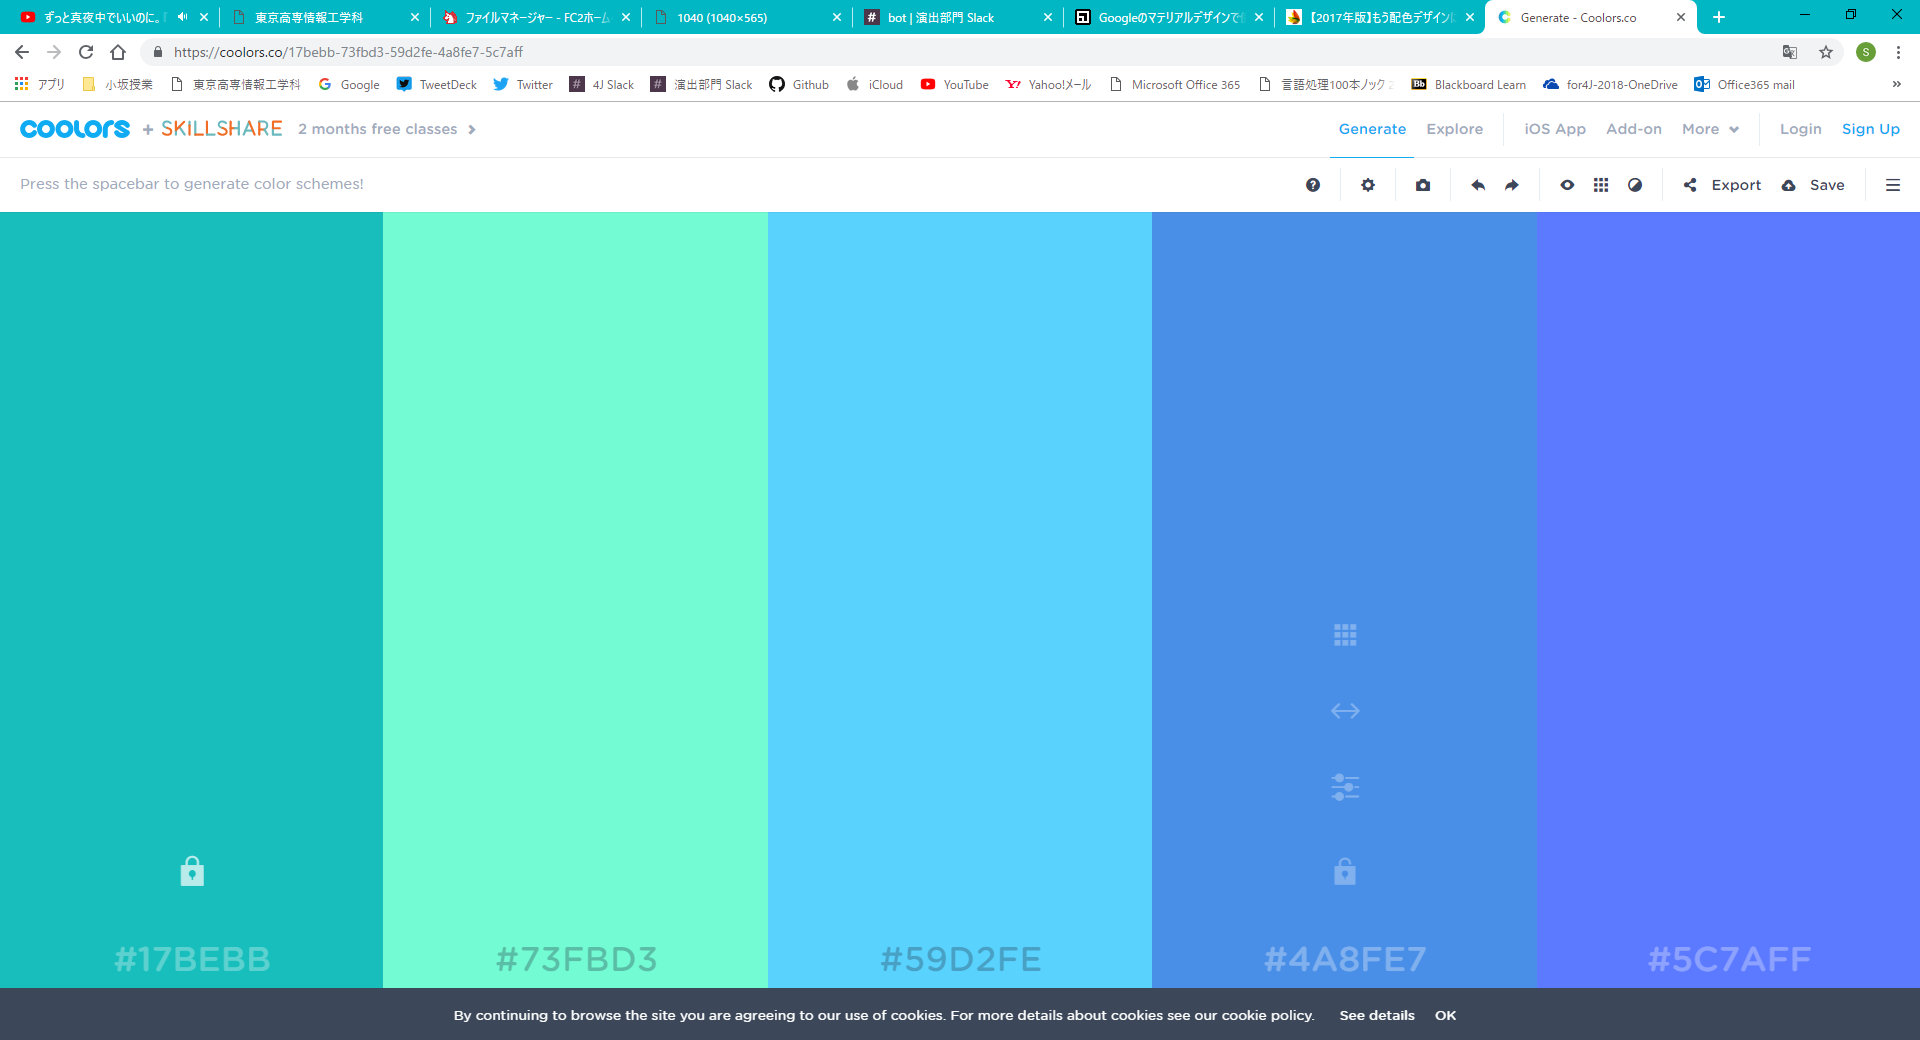 ずっと真夜中でいいのに。
東京高専情報工学科
ファイルマネージャー - FC2ホーム
1040 (1040×565)
bot | 演出部門 Slack
Googleのマテリアルデザインで
【2017年版】もう配色デザインに
Generate - Coolors.co
https://coolors.co/17bebb-73fbd3-59d2fe-4a8fe7-5c7aff
S
アプリ
小坂授業
東京高専情報工学科
Google
TweetDeck
Twitter
4J Slack
演出部門 Slack
Github
iCloud
YouTube
Yahoo!メール
Microsoft Office 365
言語処理100本ノック 2
Blackboard Learn
for4J-2018-OneDrive
Office365 mail
coolors + SKILLSHARE 2 months free classes
Generate Explore iOS App Add-on More Login Sign Up
Press the spacebar to generate color schemes!
Export Save
#17BEBB
#73FBD3
#59D2FE
#4A8FE7
#5C7AFF
By continuing to browse the site you are agreeing to our use of cookies. For more details about cookies see our cookie policy. See details OK